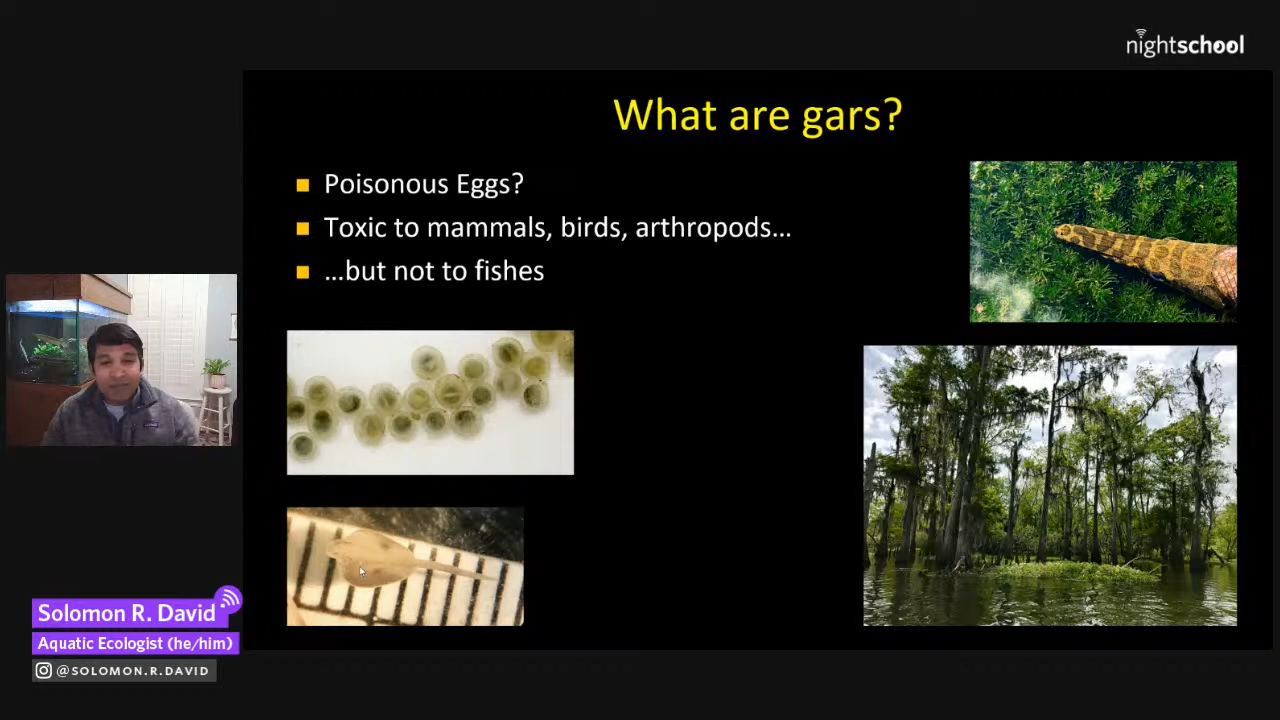 nightschool
What are gars?
Poisonous Eggs?
Toxic to mammals, birds, arthropods...
...but not to fishes
Solomon R. David
Aquatic Ecologist (he/him)
@SOLOMON.R.DAVID